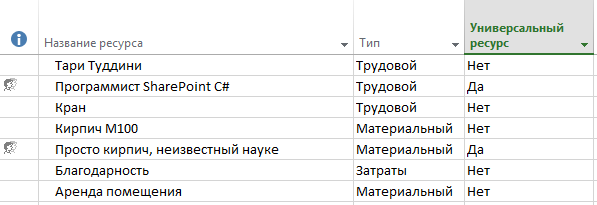 Название ресурса Тип Универсальный ресурс
Тари Туддини Трудовой Нет
Программист SharePoint C# Трудовой Да
Кран Трудовой Нет
Кирпич М100 Материальный Нет
Просто кирпич, неизвестный науке Материальный Да
Благодарность Затраты Нет
Аренда помещения Материальный Нет